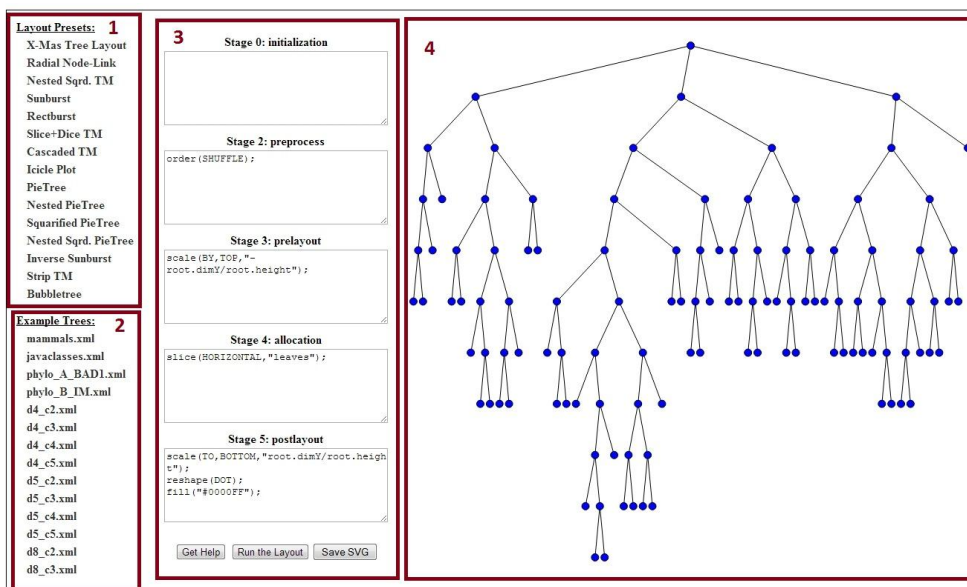 Layout Presets: 1
X-Mas Tree Layout
Radial Node-Link
Nested Sqrd. TM
Sunburst
Rectburst
Slice+Dice TM
Cascaded TM
Icicle Plot
PieTree
Nested PieTree
Squarified PieTree
Nested Sqrd. PieTree
Inverse Sunburst
Strip TM
Bubbletree
Example Trees: 2
mammals.xml
javaclasses.xml
phylo_A_BAD1.xml
phylo_B_IM.xml
d4_c2.xml
d4_c3.xml
d4_c4.xml
d4_c5.xml
d5_c2.xml
d5_c3.xml
d5_c4.xml
d5_c5.xml
d8_c2.xml
d8_c3.xml
3
Stage 0: initialization
Stage 2: preprocess
order(SHUFFLE);
Stage 3: prelayout
scale(BY,TOP,"-
root.dimY/root.height");
Stage 4: allocation
slice(HORIZONTAL,"leaves");
Stage 5: postlayout
scale(TO,BOTTOM,"root.dimY/root.heigh
t");
reshape(DOT);
fill("#0000FF");
Get Help Run the Layout Save SVG
4